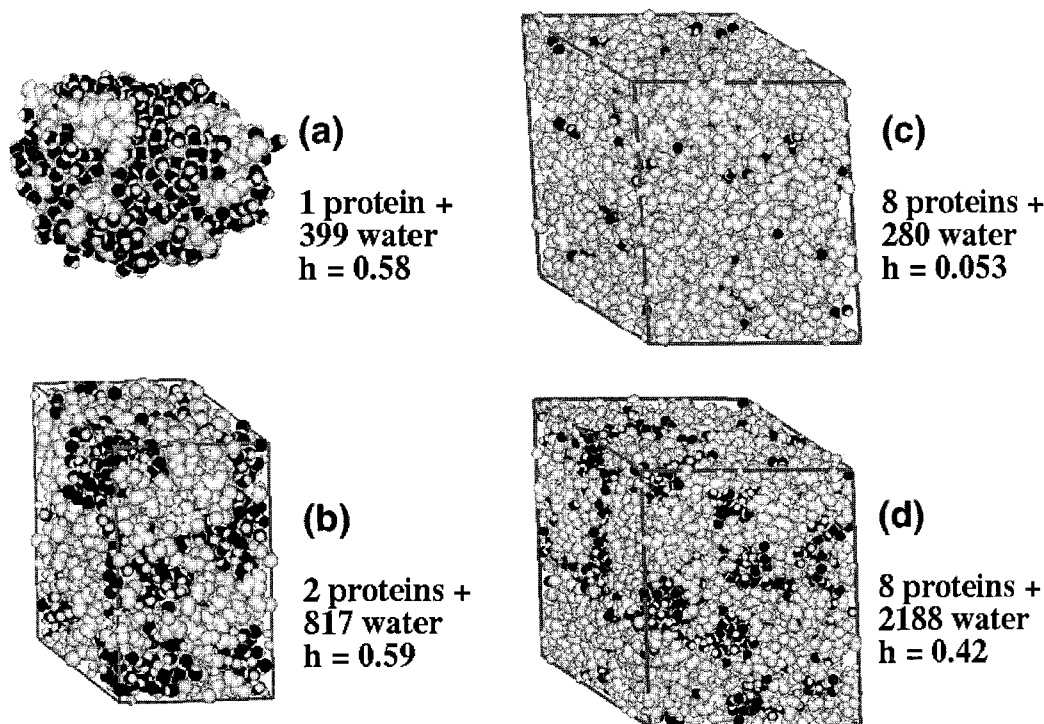 (a)
1 protein +
399 water
h = 0.58
(b)
2 proteins +
817 water
h = 0.59
(c)
8 proteins +
280 water
h = 0.053
(d)
8 proteins +
2188 water
h = 0.42